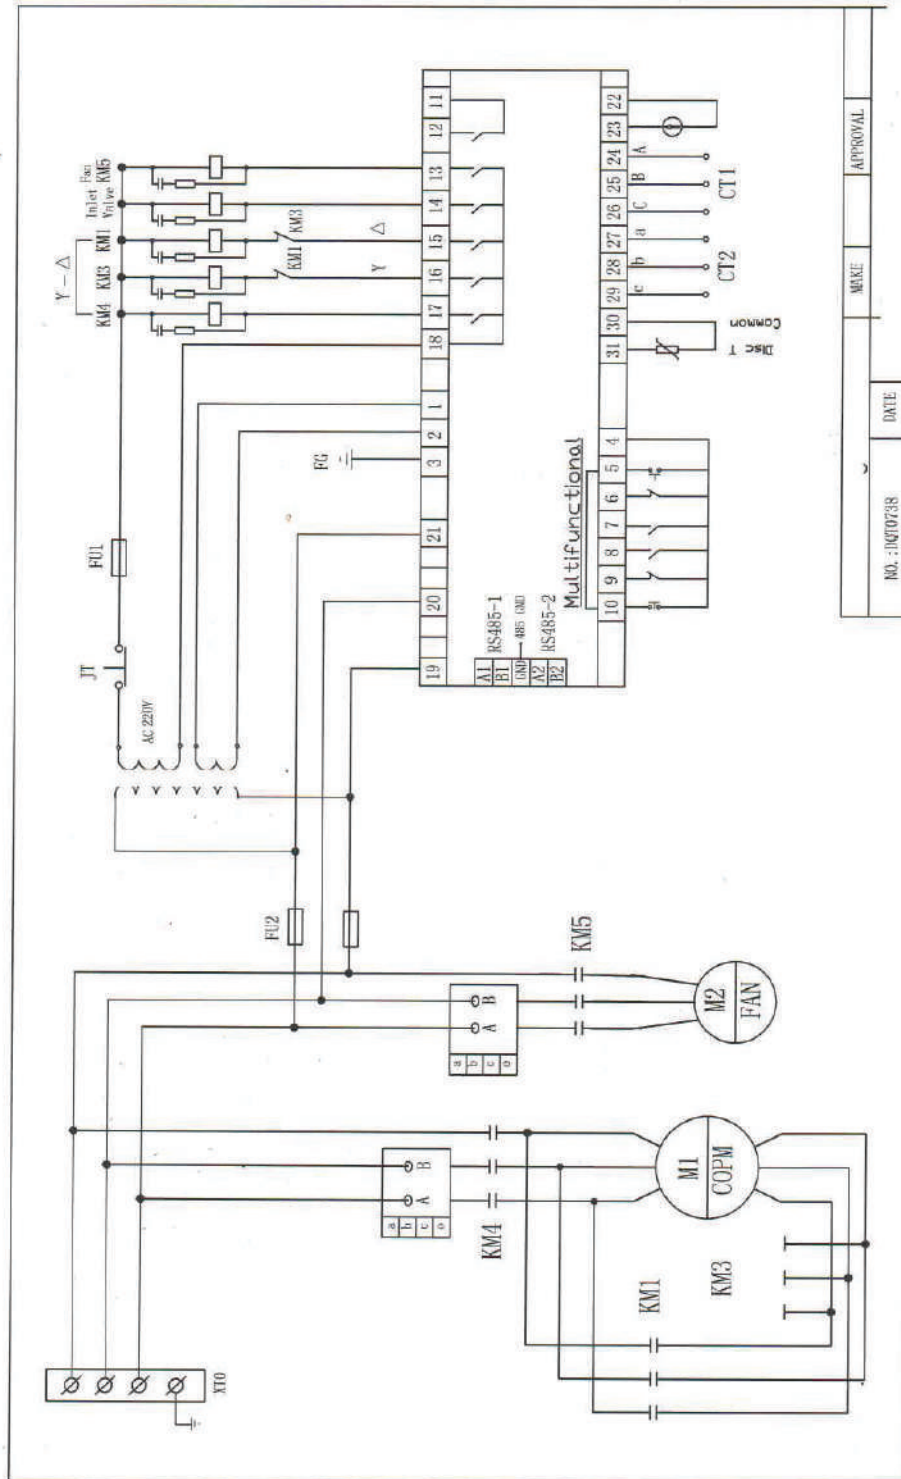 XT0
KM4
A
B
a
b
c
o
M1
COPM
KM1
KM3
A
B
a
b
c
o
KM5
M2
FAN
FU2
AC 220V
JT
FU1
FG
Y - △
KM4
KM3
KM1
Inlet
Valve
Fan
KM5
KM1
KM3
Y
△
19
20
21
3
2
1
18
17
16
15
14
13
12
11
A1
B1
GND
A2
B2
RS485-1
485 GND
RS485-2
Multifunctional
10
9
8
7
6
5
4
31
30
29
28
27
26
25
24
23
22
Disc T
Common
c
b
a
C
B
A
CT2
CT1
MAKE
APPROVAL
NO. :DQT0738
DATE